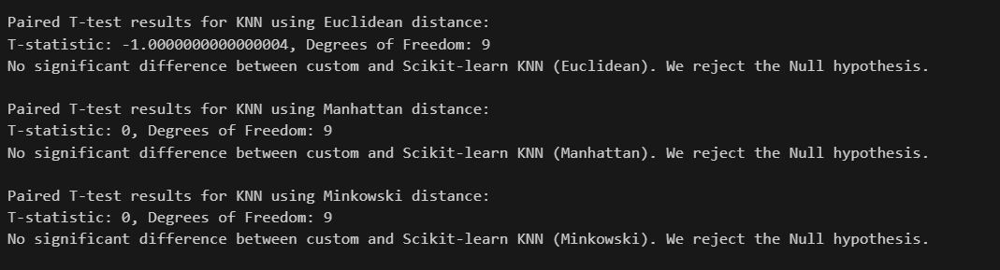 Paired T-test results for KNN using Euclidean distance:
T-statistic: -1.0000000000000004, Degrees of Freedom: 9
No significant difference between custom and Scikit-learn KNN (Euclidean). We reject the Null hypothesis.
Paired T-test results for KNN using Manhattan distance:
T-statistic: 0, Degrees of Freedom: 9
No significant difference between custom and Scikit-learn KNN (Manhattan). We reject the Null hypothesis.
Paired T-test results for KNN using Minkowski distance:
T-statistic: 0, Degrees of Freedom: 9
No significant difference between custom and Scikit-learn KNN (Minkowski). We reject the Null hypothesis.